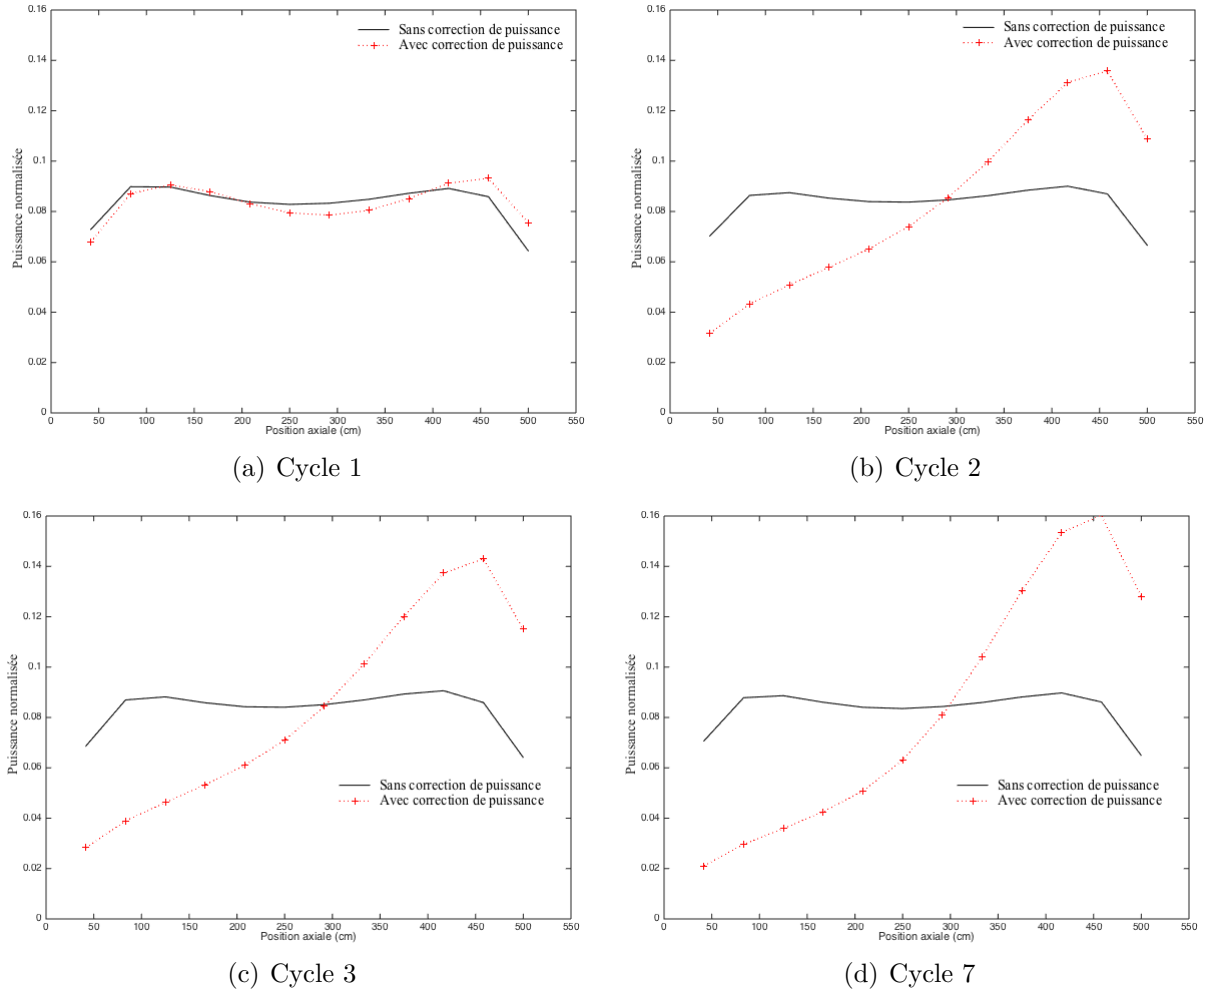 0.16
0.14
0.12
0.1
0.08
0.06
0.04
0.02
0
Puissance normalisée
Sans correction de puissance
Avec correction de puissance
0 50 100 150 200 250 300 350 400 450 500 550
Position axiale (cm)
(a) Cycle 1
0.16
0.14
0.12
0.1
0.08
0.06
0.04
0.02
0
Puissance normalisée
Sans correction de puissance
Avec correction de puissance
0 50 100 150 200 250 300 350 400 450 500 550
Position axiale (cm)
(b) Cycle 2
0.16
0.14
0.12
0.1
0.08
0.06
0.04
0.02
0
Puissance normalisée
Sans correction de puissance
Avec correction de puissance
0 50 100 150 200 250 300 350 400 450 500 550
Position axiale (cm)
(c) Cycle 3
0.16
0.14
0.12
0.1
0.08
0.06
0.04
0.02
0
Puissance normalisée
Sans correction de puissance
Avec correction de puissance
0 50 100 150 200 250 300 350 400 450 500 550
Position axiale (cm)
(d) Cycle 7